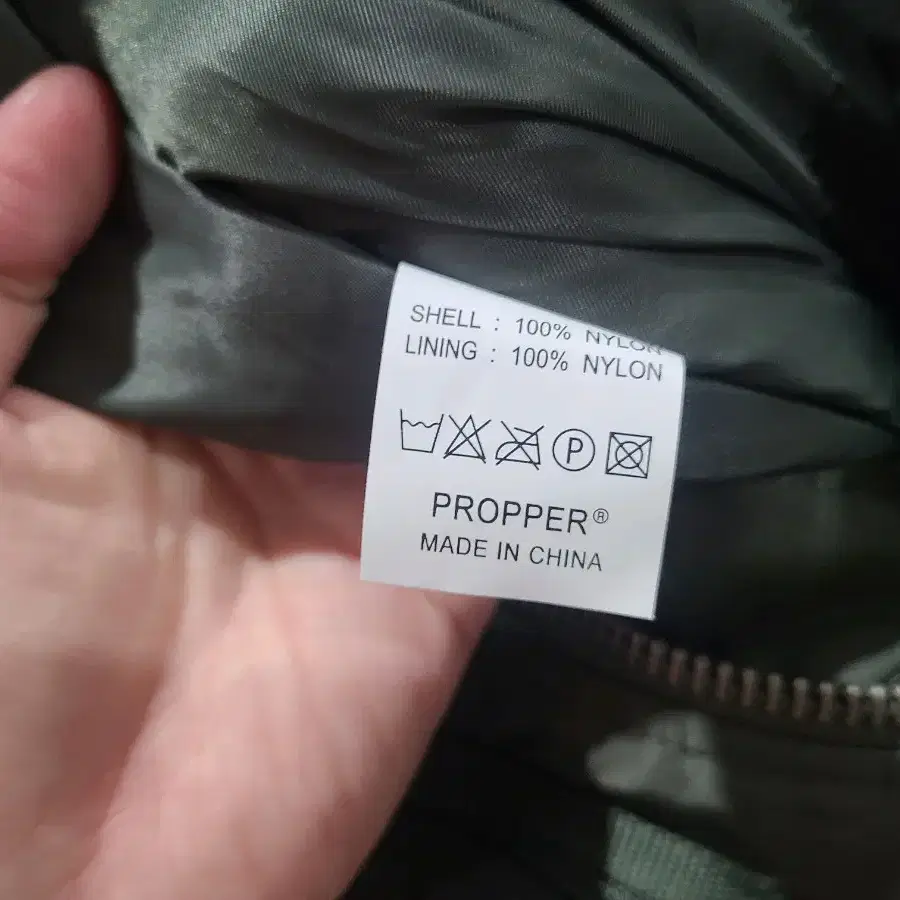 SHELL : 100% NYLON
LINING : 100% NYLON
P
PROPPER®
MADE IN CHINA